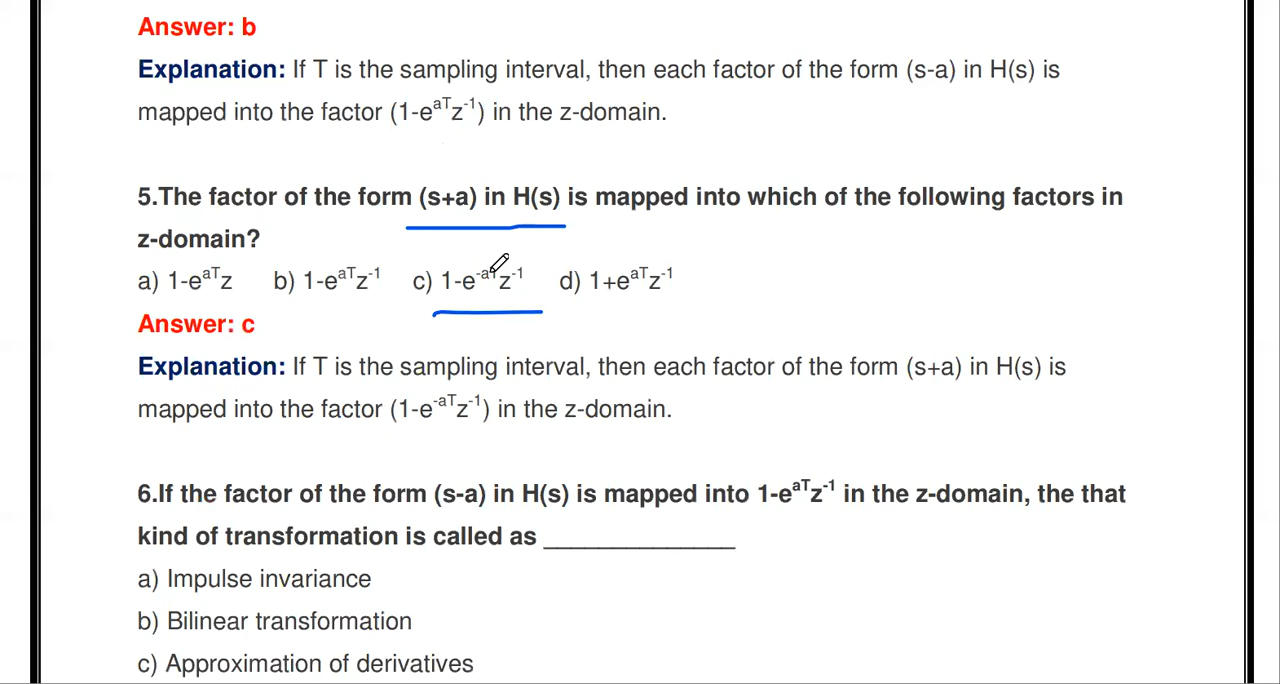 Answer: b
Explanation: If T is the sampling interval, then each factor of the form (s-a) in H(s) is
mapped into the factor (1-e^aT z^-1) in the z-domain.
5.The factor of the form (s+a) in H(s) is mapped into which of the following factors in
z-domain?
a) 1-e^aT z b) 1-e^aT z^-1 c) 1-e^-aT z^-1 d) 1+e^aT z^-1
Answer: c
Explanation: If T is the sampling interval, then each factor of the form (s+a) in H(s) is
mapped into the factor (1-e^-aT z^-1) in the z-domain.
6.If the factor of the form (s-a) in H(s) is mapped into 1-e^aT z^-1 in the z-domain, the that
kind of transformation is called as ______________
a) Impulse invariance
b) Bilinear transformation
c) Approximation of derivatives